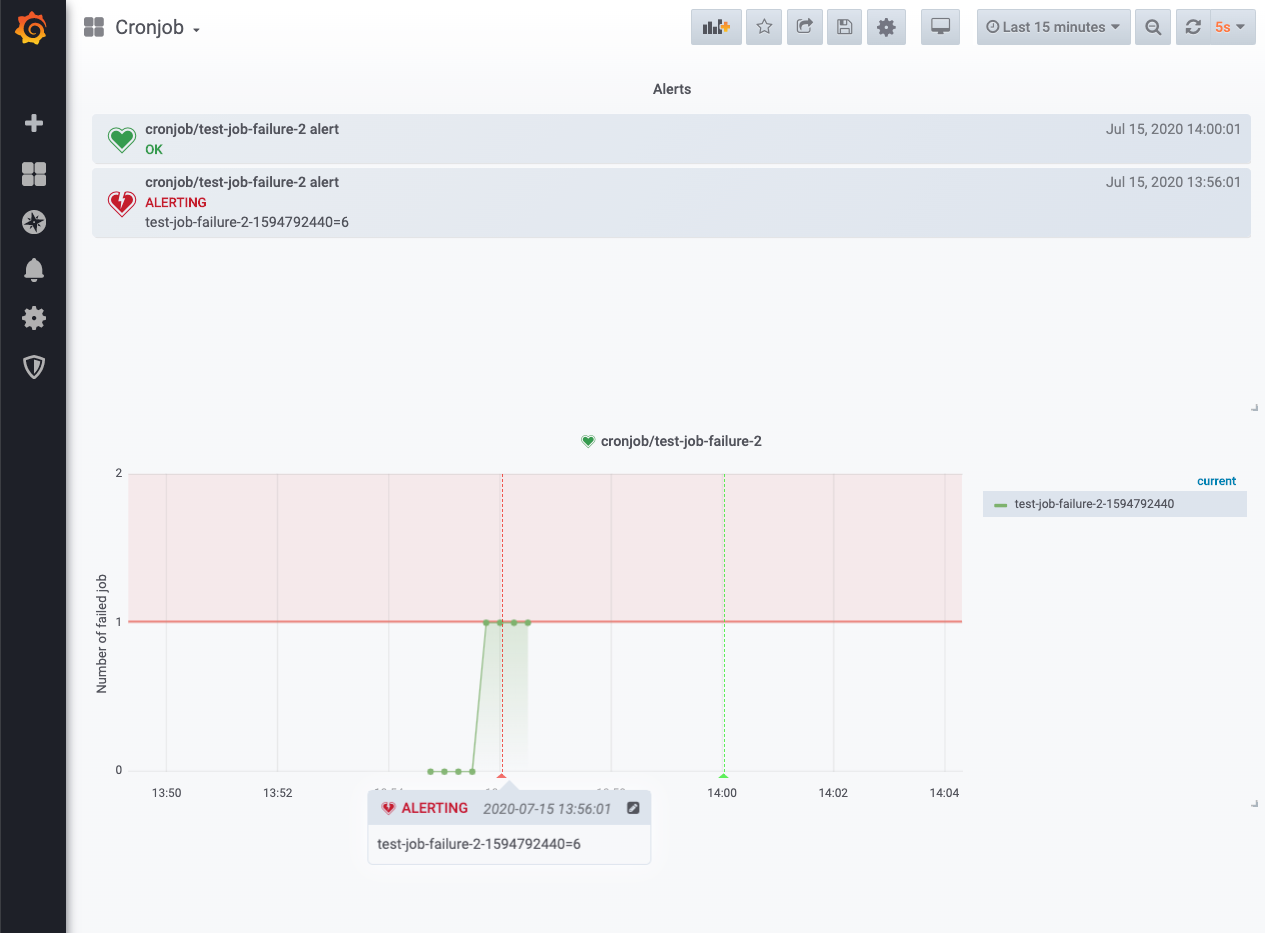 Cronjob
Last 15 minutes
5s
Alerts
cronjob/test-job-failure-2 alert
Jul 15, 2020 14:00:01
OK
cronjob/test-job-failure-2 alert
Jul 15, 2020 13:56:01
ALERTING
test-job-failure-2-1594792440=6
cronjob/test-job-failure-2
Number of failed job
2
1
0
current
test-job-failure-2-1594792440
13:50
13:52
14:00
14:02
14:04
ALERTING 2020-07-15 13:56:01
test-job-failure-2-1594792440=6